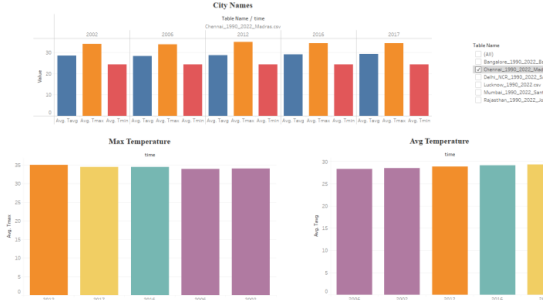 City Names
Table Name / time
Chennai_1990_2022_Madras.csv
2002 2006 2012 2016 2017
Value
30
20
10
0
Avg. Tavg Avg. Tmax Avg. Tmin Avg. Tavg Avg. Tmax Avg. Tmin Avg. Tavg Avg. Tmax Avg. Tmin Avg. Tavg Avg. Tmax Avg. Tmin Avg. Tavg Avg. Tmax Avg. Tmin
Table Name
(All)
Bangalore_1990_2022_B
Chennai_1990_2022_Mad
Delhi_NCR_1990_2022_S
Lucknow_1990_2022.csv
Mumbai_1990_2022_Sant
Rajasthan_1990_2022_Jo
Max Temperature
time
Avg. Tmax
35
30
25
20
15
10
5
0
Avg Temperature
time
Avg. Tavg
30
25
20
15
10
5
0